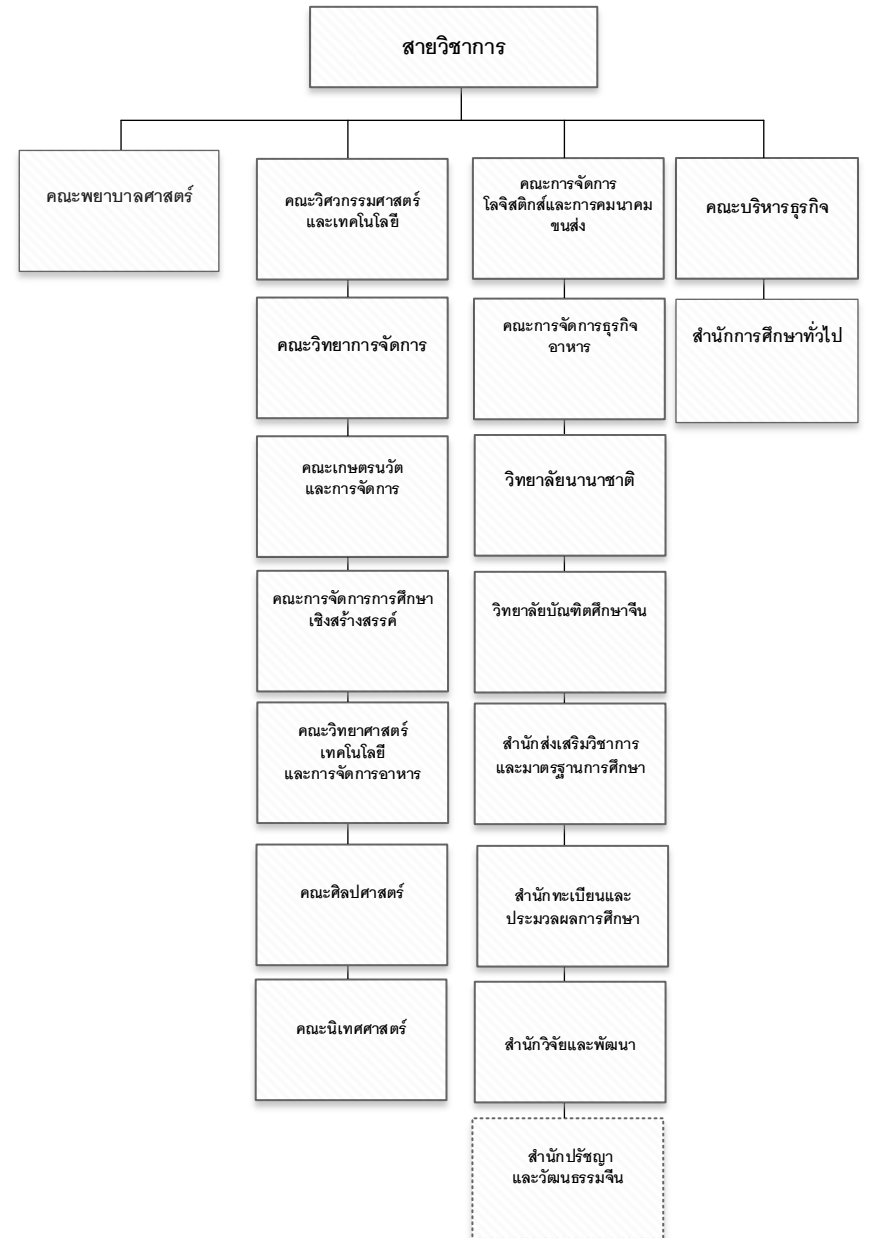 สายวิชาการ
คณะพยาบาลศาสตร์
คณะวิศวกรรมศาสตร์
และเทคโนโลยี
คณะการจัดการ
โลจิสติกส์และการคมนาคม
ขนส่ง
คณะบริหารธุรกิจ
คณะวิทยาการจัดการ
คณะการจัดการธุรกิจ
อาหาร
สำนักการศึกษาทั่วไป
คณะเกษตรนวัต
และการจัดการ
วิทยาลัยนานาชาติ
คณะการจัดการการศึกษา
เชิงสร้างสรรค์
วิทยาลัยบัณฑิตศึกษาจีน
คณะวิทยาศาสตร์
เทคโนโลยี
และการจัดการอาหาร
สำนักส่งเสริมวิชาการ
และมาตรฐานการศึกษา
คณะศิลปศาสตร์
สำนักทะเบียนและ
ประมวลผลการศึกษา
คณะนิเทศศาสตร์
สำนักวิจัยและพัฒนา
สำนักปรัชญา
และวัฒนธรรมจีน